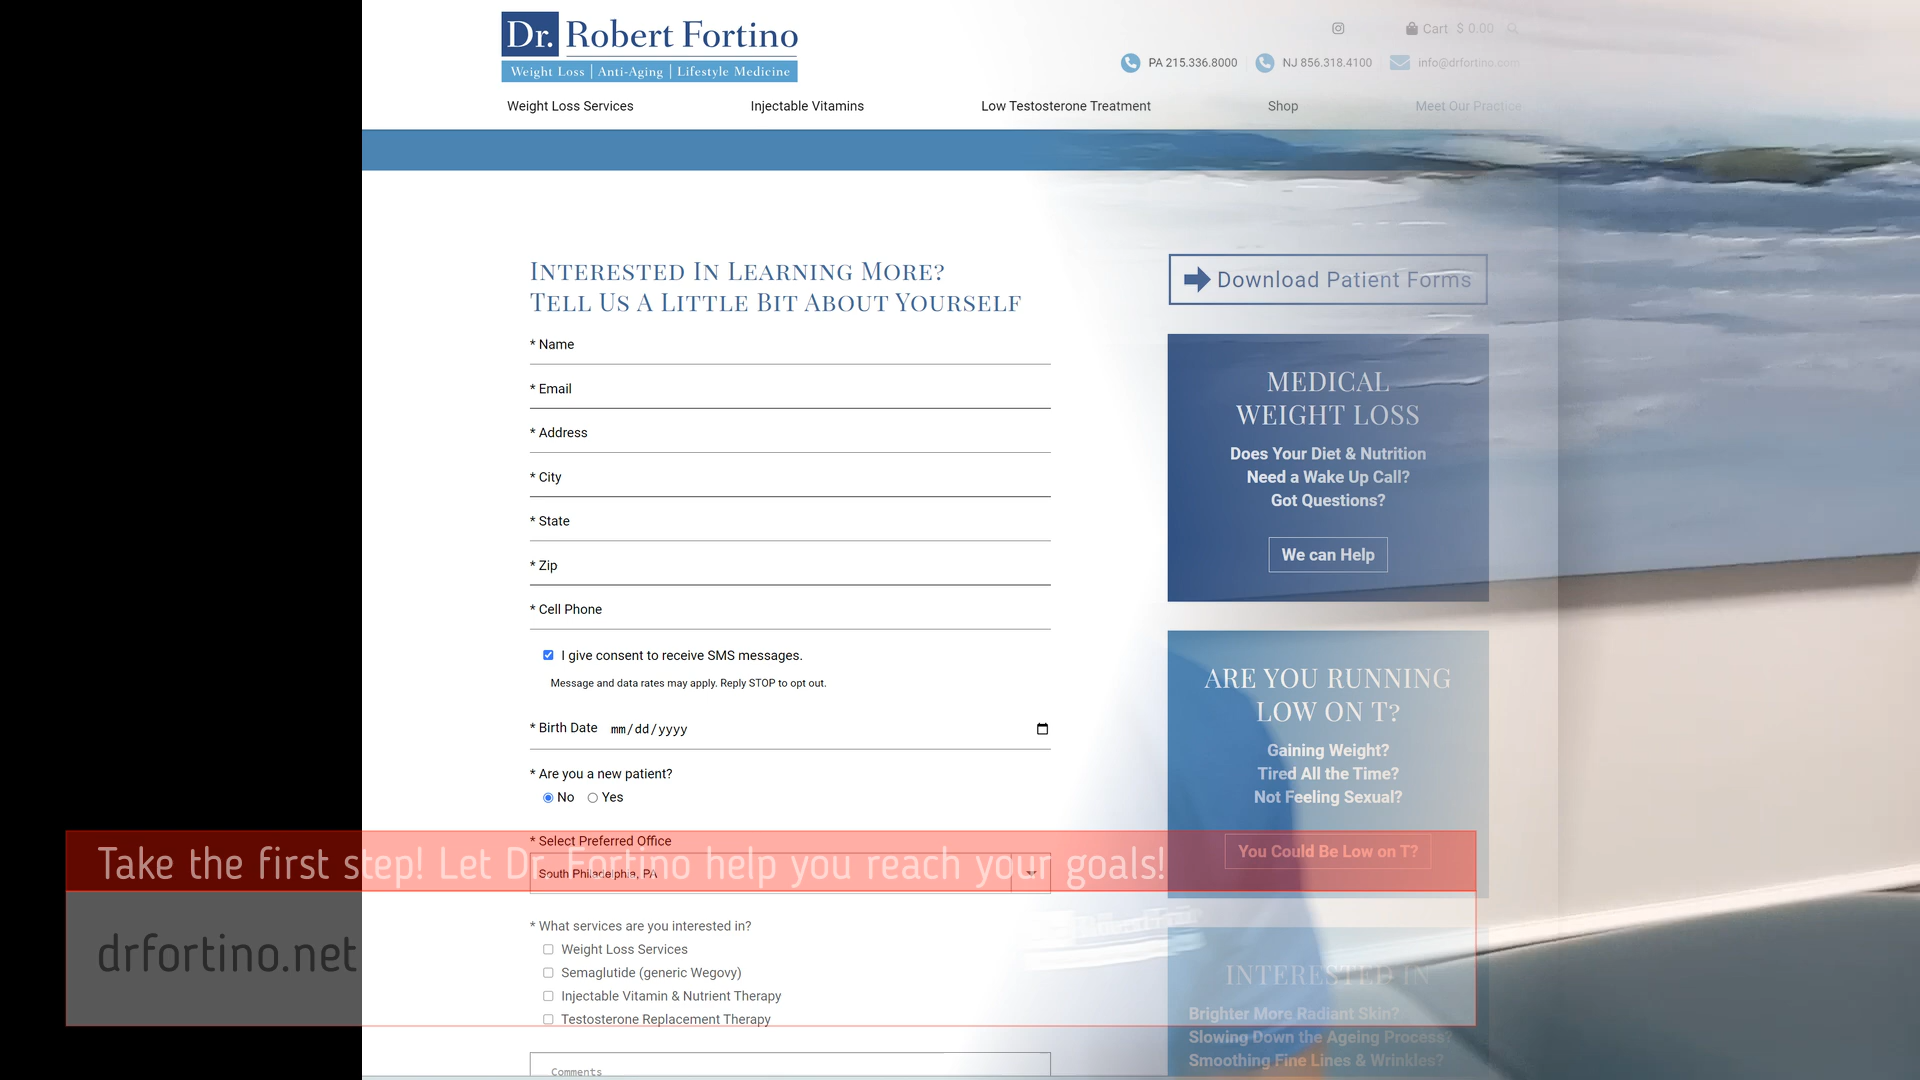 Dr. Robert Fortino
Weight Loss | Anti-Aging | Lifestyle Medicine
Cart $ 0.00
PA 215.336.8000
NJ 856.318.4100
info@drfortino.com
Weight Loss Services
Injectable Vitamins
Low Testosterone Treatment
Shop
Meet Our Practice
Interested In Learning More?
Tell Us A Little Bit About Yourself
* Name
* Email
* Address
* City
* State
* Zip
* Cell Phone
I give consent to receive SMS messages.
Message and data rates may apply. Reply STOP to opt out.
* Birth Date mm/dd/yyyy
* Are you a new patient?
No Yes
* Select Preferred Office
South Philadelphia, PA
* What services are you interested in?
Weight Loss Services
Semaglutide (generic Wegovy)
Injectable Vitamin & Nutrient Therapy
Testosterone Replacement Therapy
Comments
Download Patient Forms
MEDICAL
WEIGHT LOSS
Does Your Diet & Nutrition
Need a Wake Up Call?
Got Questions?
We can Help
ARE YOU RUNNING
LOW ON T?
Gaining Weight?
Tired All the Time?
Not Feeling Sexual?
You Could Be Low on T?
INTERESTED IN
Brighter More Radiant Skin?
Slowing Down the Ageing Process?
Smoothing Fine Lines & Wrinkles?
Take the first step! Let Dr. Fortino help you reach your goals!
drfortino.net